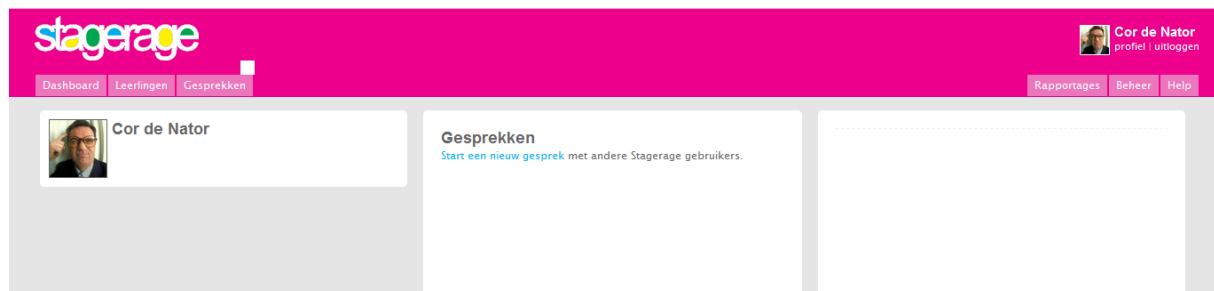 stagerage
Cor de Nator
profiel | uitloggen
Dashboard Leerlingen Gesprekken
Rapportages Beheer Help
Cor de Nator
Gesprekken
Start een nieuw gesprek met andere Stagerage gebruikers.